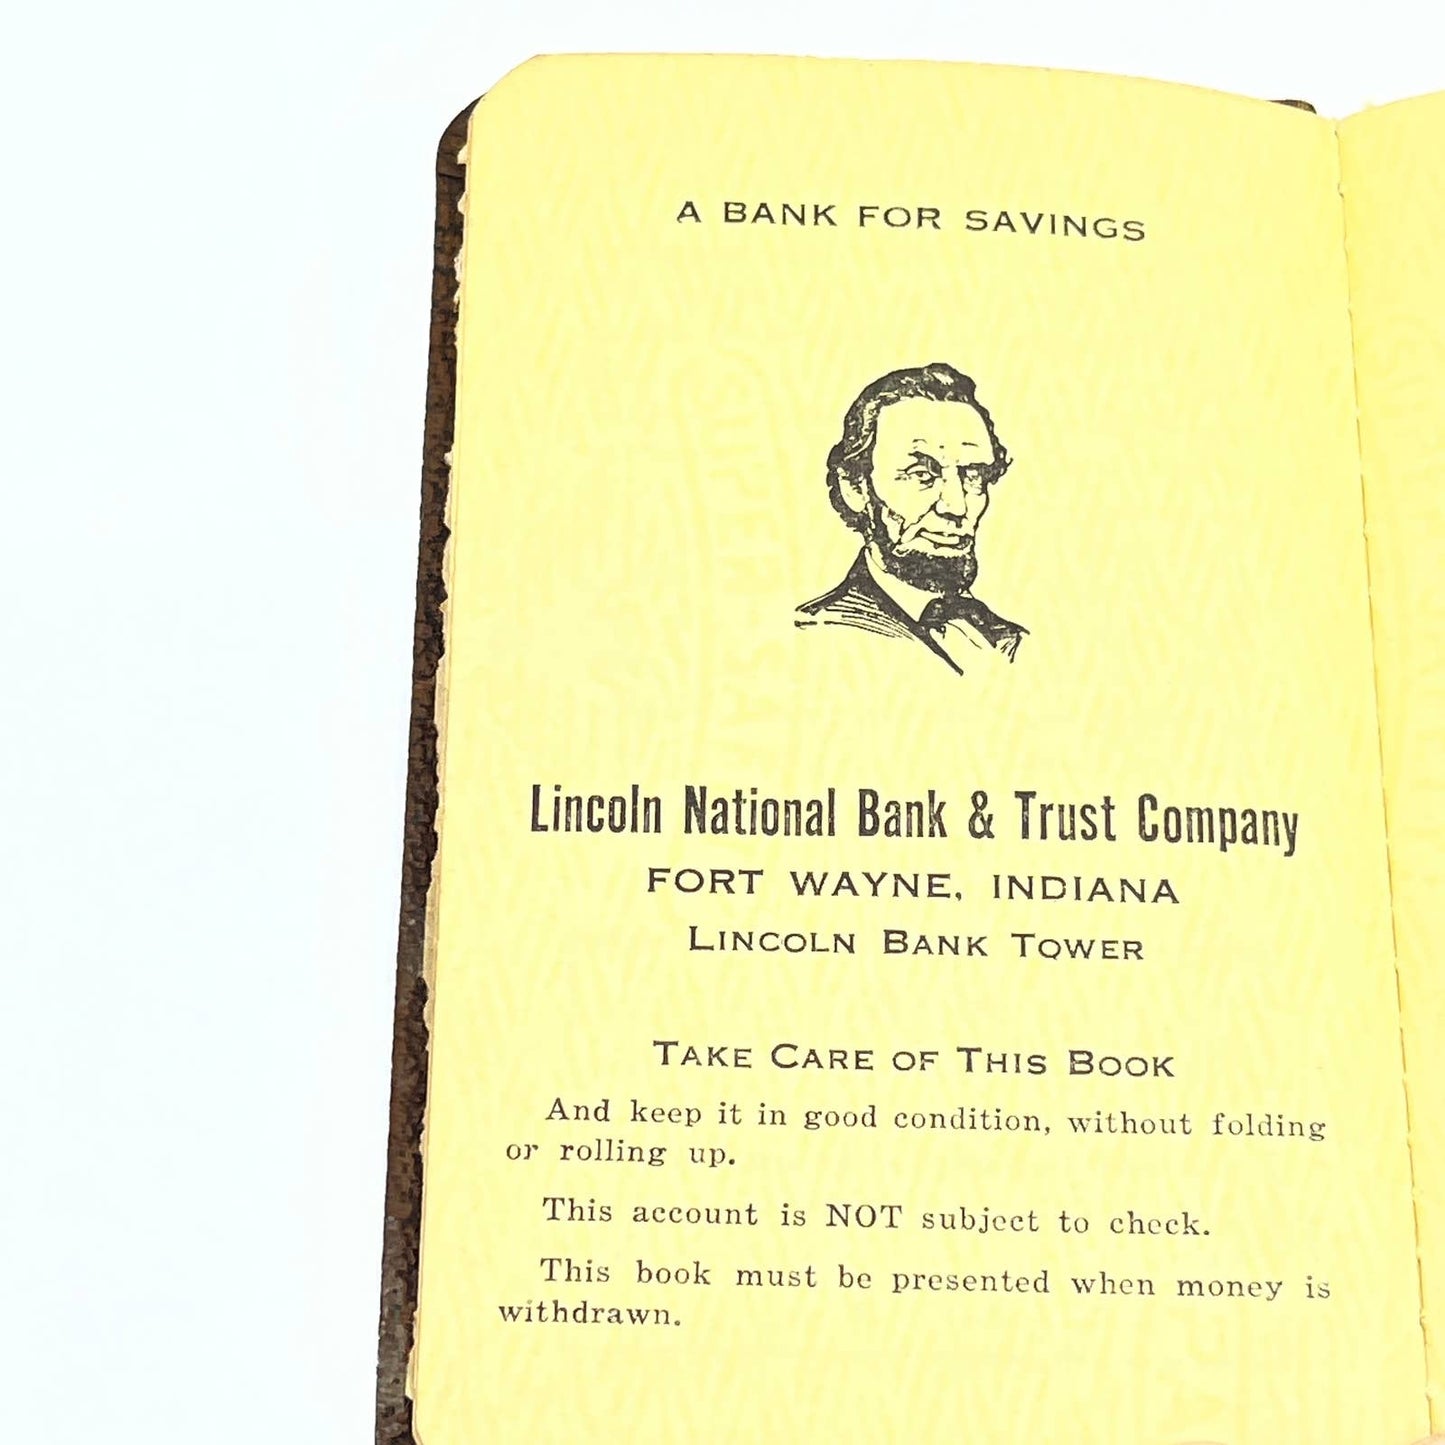 A BANK FOR SAVINGS
Lincoln National Bank & Trust Company
FORT WAYNE, INDIANA
LINCOLN BANK TOWER
TAKE CARE OF THIS BOOK
And keep it in good condition, without folding
or rolling up.
This account is NOT subject to check.
This book must be presented when money is
withdrawn.